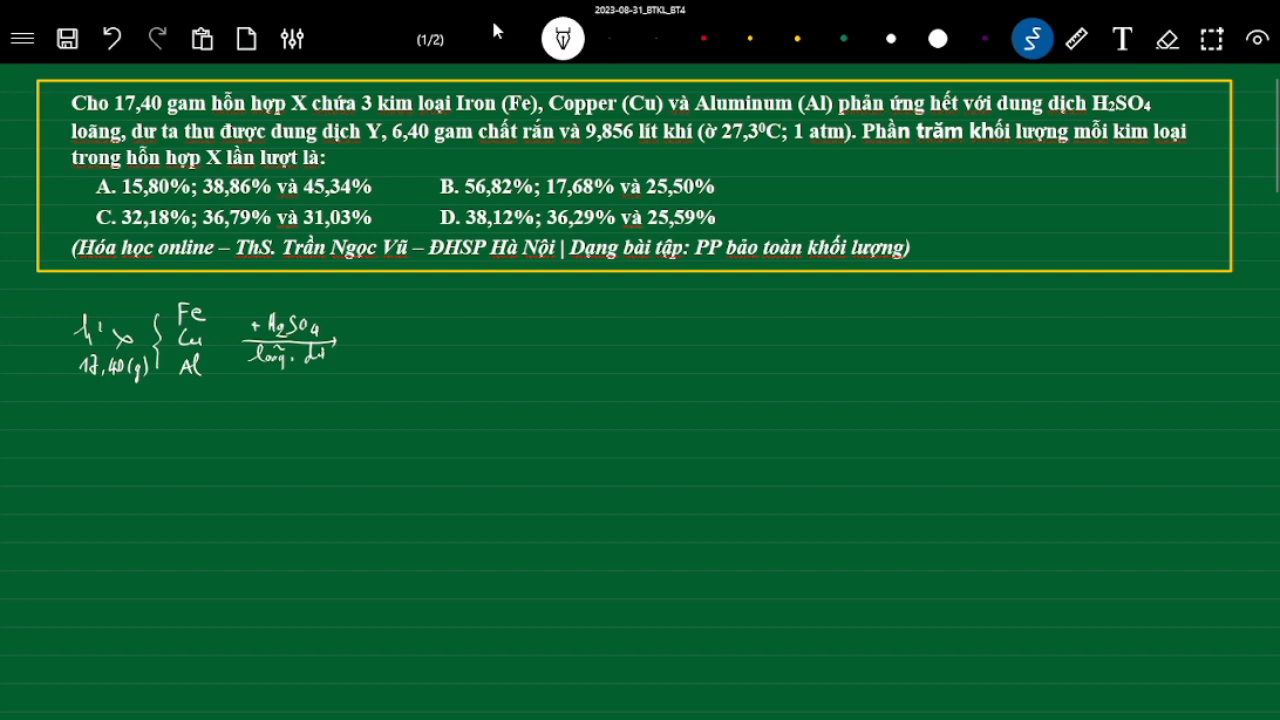 2023-08-31_BTKL_BT4
(1/2)
T
Cho 17,40 gam hỗn hợp X chứa 3 kim loại Iron (Fe), Copper (Cu) và Aluminum (Al) phản ứng hết với dung dịch H₂SO₄
loãng, dư ta thu được dung dịch Y, 6,40 gam chất rắn và 9,856 lít khí (ờ 27,3⁰C; 1 atm). Phần trăm khối lượng mỗi kim loại
trong hỗn hợp X lần lượt là:
A. 15,80%; 38,86% và 45,34% B. 56,82%; 17,68% và 25,50%
C. 32,18%; 36,79% và 31,03% D. 38,12%; 36,29% và 25,59%
(Hóa học online – ThS. Trần Ngọc Vũ – ĐHSP Hà Nội | Dạng bài tập: PP bảo toàn khối lượng)
Fe
h² X { Cu + H₂SO₄
17,40(g) Al loãng. dư